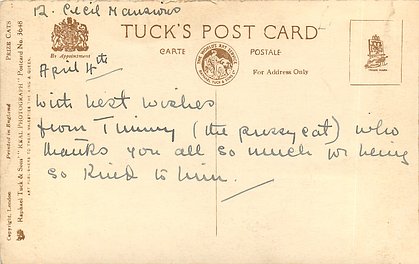 12. Cecil Mansions
TUCK'S POST CARD
CARTE POSTALE
By Appointment
For Address Only
April 4th
With best wishes
from Timmy (the pussycat) who
thanks you all so much for being
so kind to him.
Copyright, London. Printed in England PRIZE CATS
Raphael Tuck & Sons' "REAL PHOTOGRAPH" Postcard No. 3648